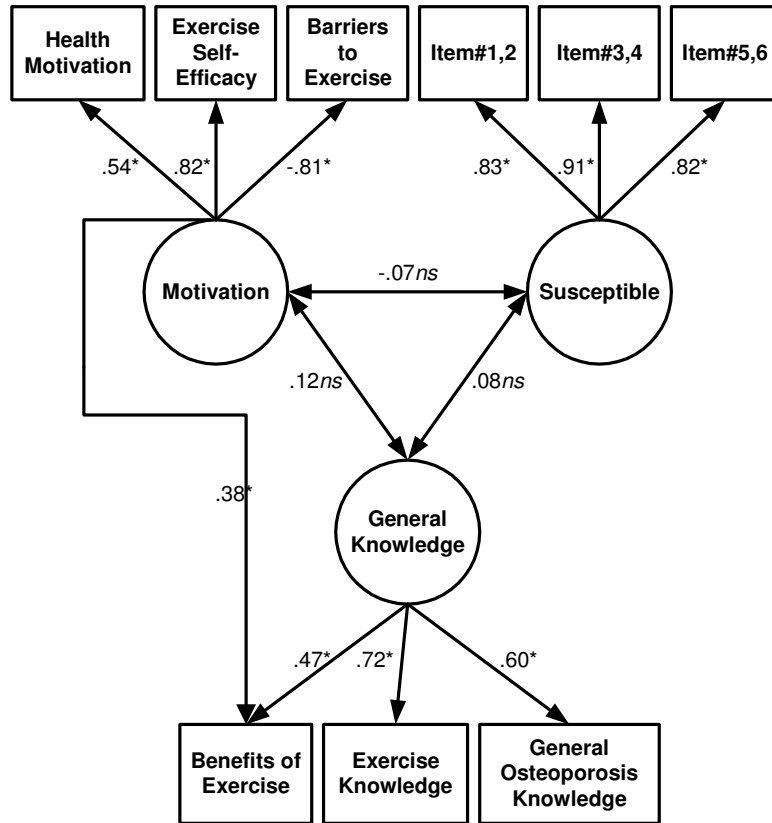 Health
Motivation
Exercise
Self-
Efficacy
Barriers
to
Exercise
Item#1,2
Item#3,4
Item#5,6
.54*
.82*
-.81*
.83*
.91*
.82*
Motivation
-.07ns
Susceptible
.12ns
.08ns
.38*
General
Knowledge
.47*
.72*
.60*
Benefits of
Exercise
Exercise
Knowledge
General
Osteoporosis
Knowledge